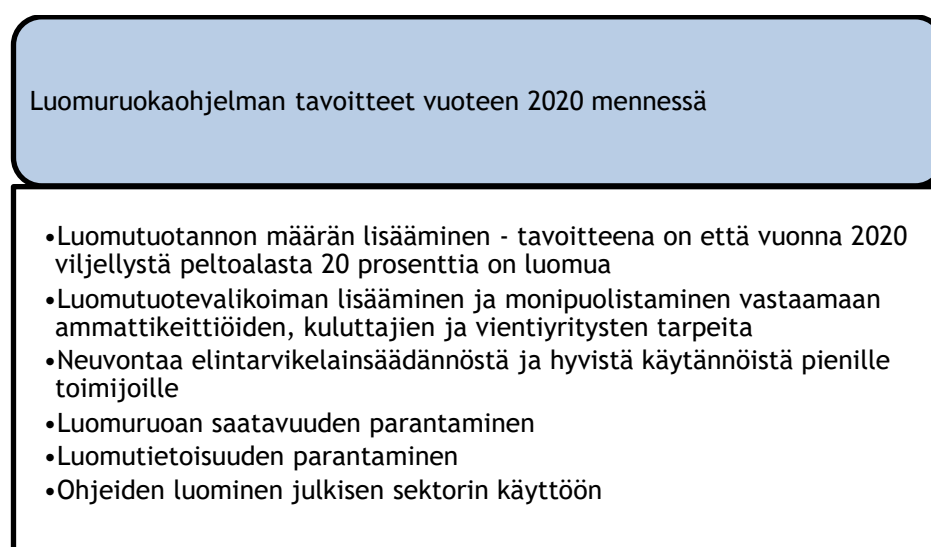 Luomuruokaohjelman tavoitteet vuoteen 2020 mennessä
•Luomutuotannon määrän lisääminen - tavoitteena on että vuonna 2020
viljellystä peltoalasta 20 prosenttia on luomua
•Luomutuotevalikoiman lisääminen ja monipuolistaminen vastaamaan
ammattikeittiöiden, kuluttajien ja vientiyritysten tarpeita
•Neuvontaa elintarvikelainsäädännöstä ja hyvistä käytännöistä pienille
toimijoille
•Luomuruoan saatavuuden parantaminen
•Luomutietoisuuden parantaminen
•Ohjeiden luominen julkisen sektorin käyttöön